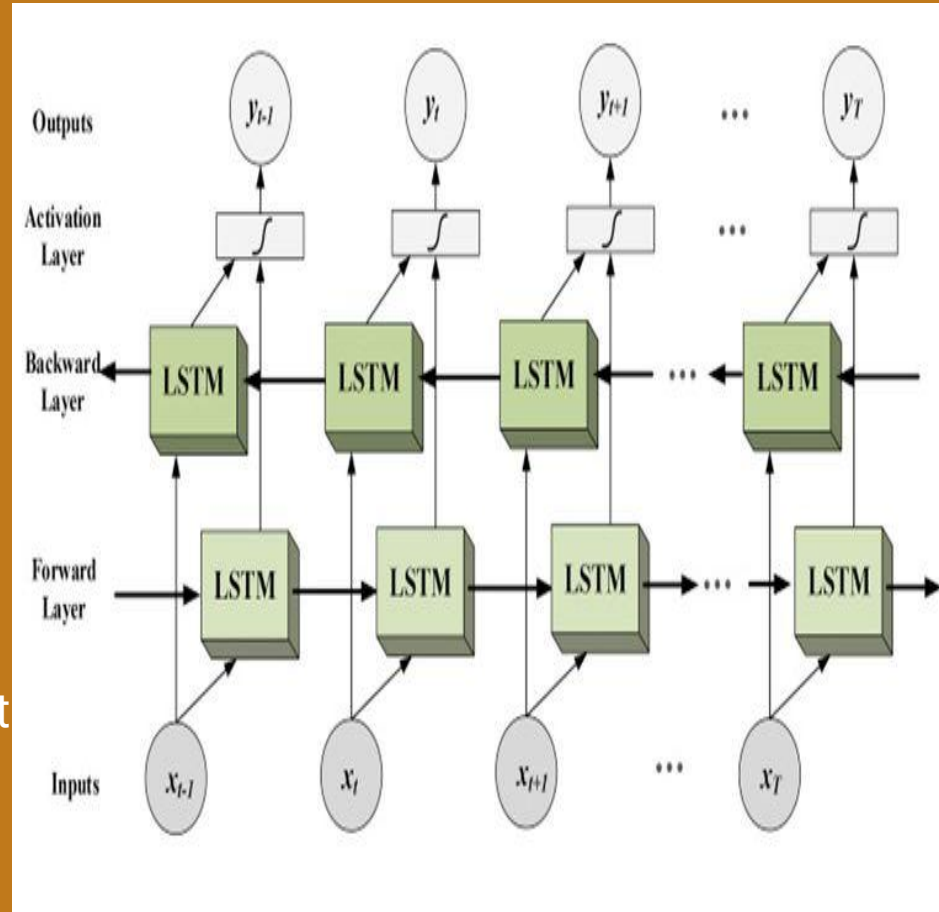 Outputs
y_{t-1} y_t y_{t+1} ... y_T
Activation
Layer
∫ ∫ ∫ ... ∫
Backward
Layer
LSTM LSTM LSTM ... LSTM
Forward
Layer
LSTM LSTM LSTM ... LSTM
t
Inputs
x_{t-1} x_t x_{t+1} ... x_T